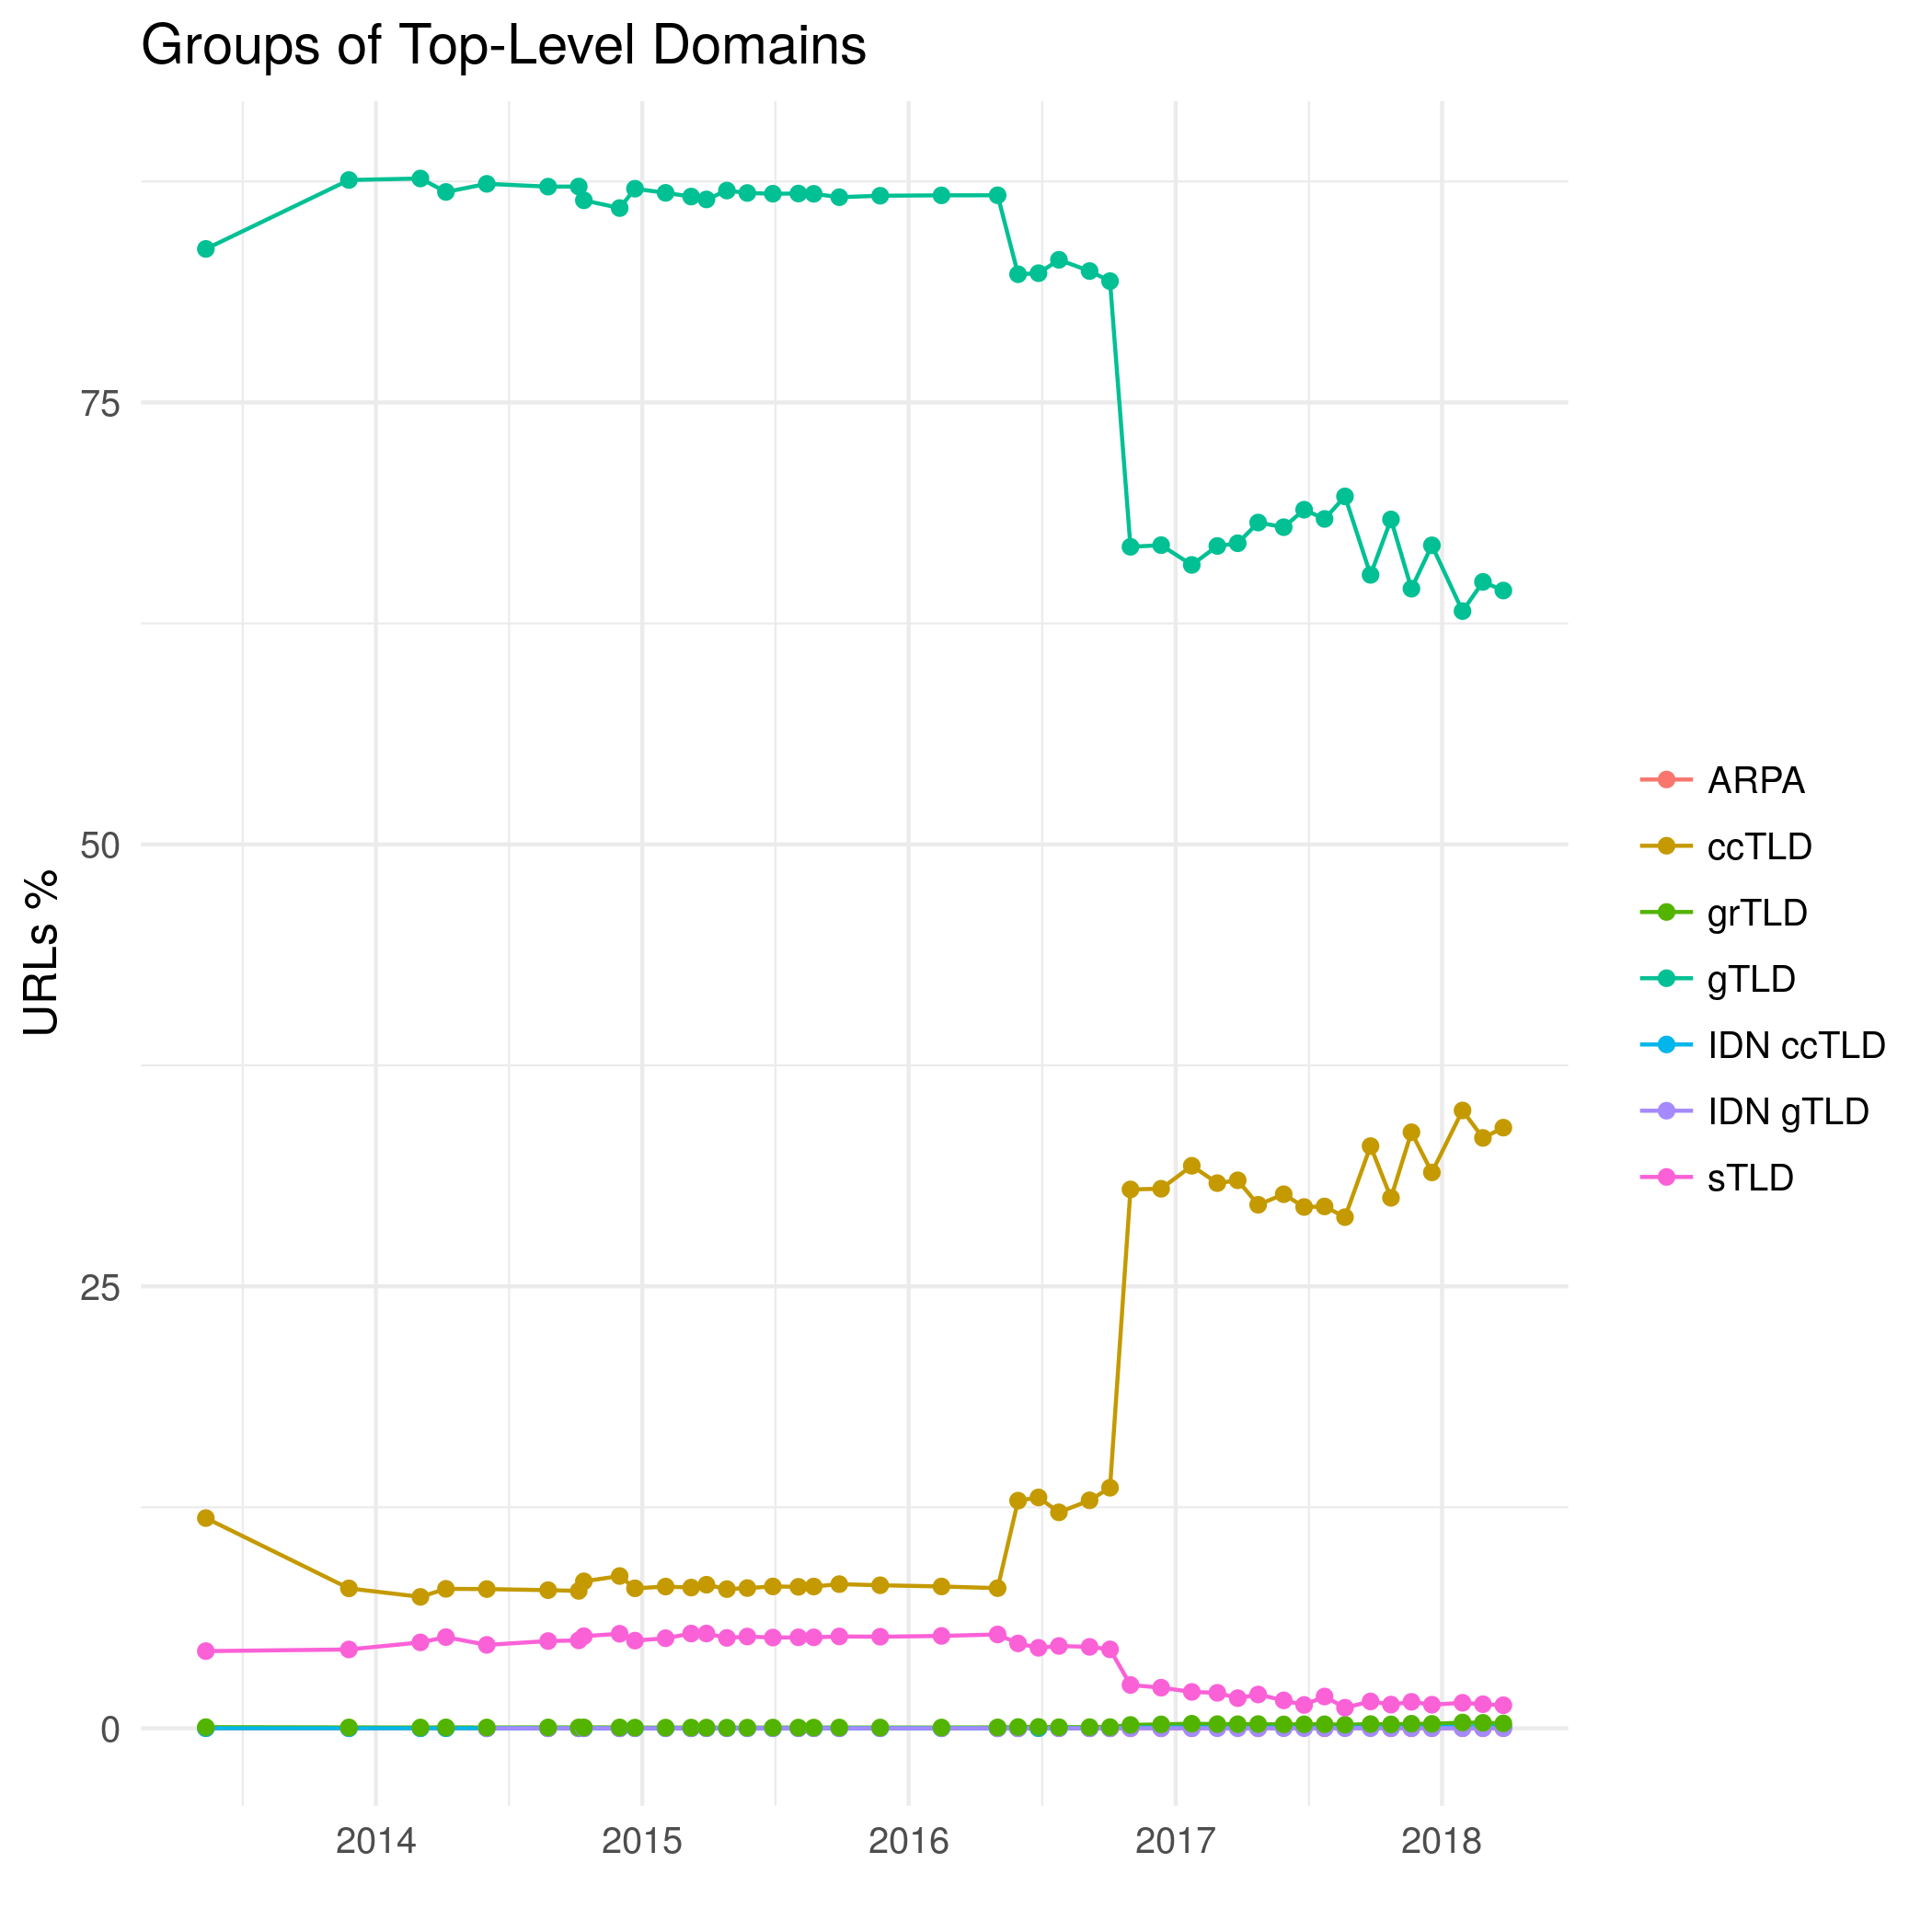 Groups of Top-Level Domains
URLs %
75
50
25
0
2014
2015
2016
2017
2018
ARPA
ccTLD
grTLD
gTLD
IDN ccTLD
IDN gTLD
sTLD